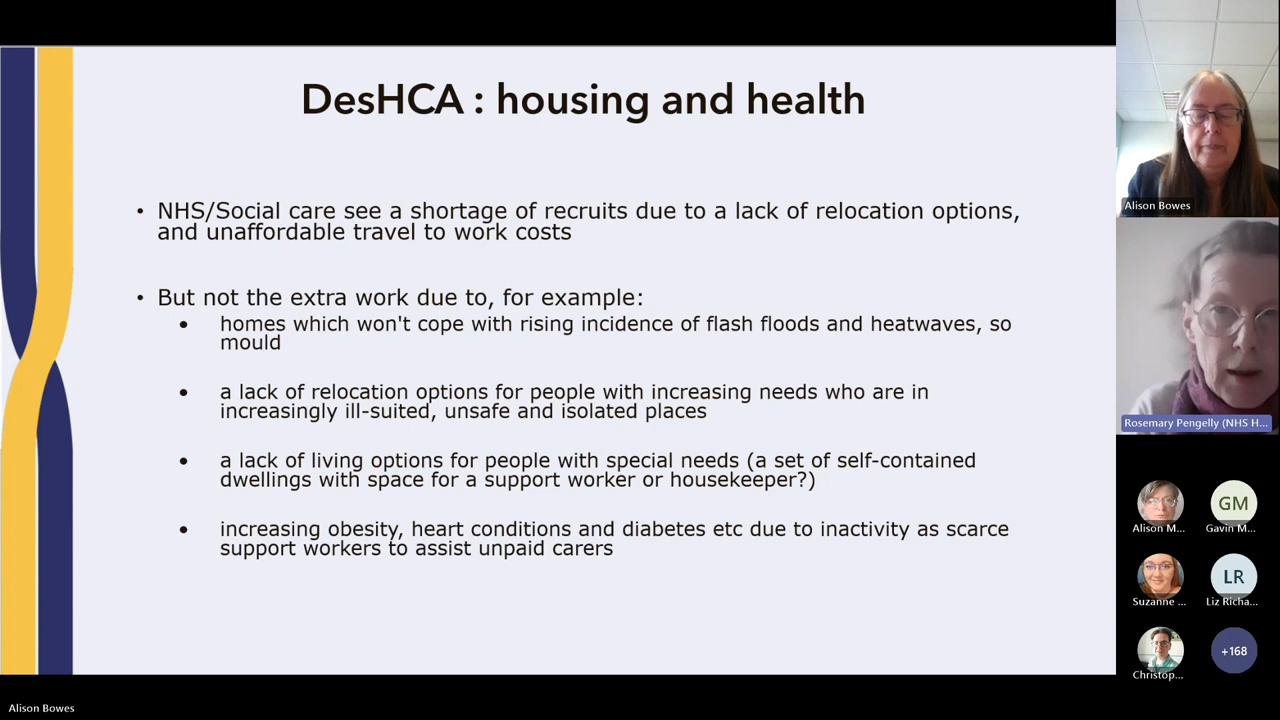 DesHCA : housing and health
• NHS/Social care see a shortage of recruits due to a lack of relocation options,
and unaffordable travel to work costs
• But not the extra work due to, for example:
• homes which won't cope with rising incidence of flash floods and heatwaves, so
mould
• a lack of relocation options for people with increasing needs who are in
increasingly ill-suited, unsafe and isolated places
• a lack of living options for people with special needs (a set of self-contained
dwellings with space for a support worker or housekeeper?)
• increasing obesity, heart conditions and diabetes etc due to inactivity as scarce
support workers to assist unpaid carers
Alison Bowes
Rosemary Pengelly (NHS H...
GM
Alison M...
Gavin M...
LR
Suzanne ...
Liz Richa...
+168
Christop...
Alison Bowes